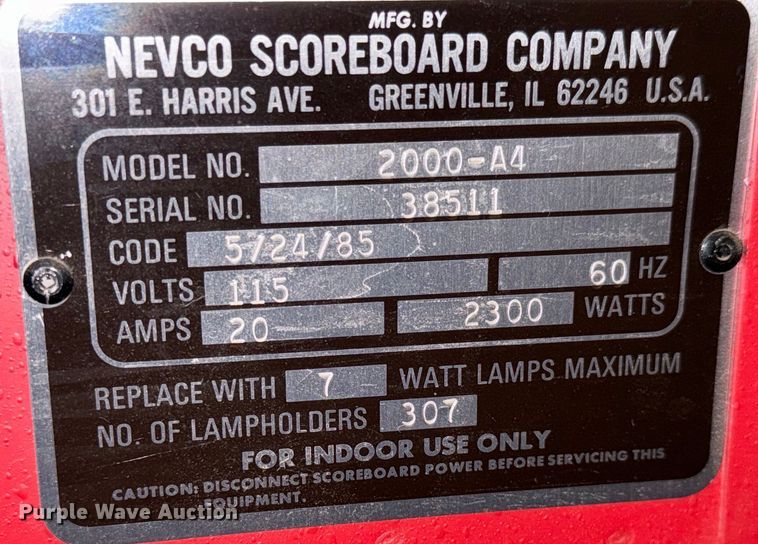 MFG. BY
NEVCO SCOREBOARD COMPANY
301 E. HARRIS AVE. GREENVILLE, IL 62246 U.S.A.
MODEL NO. 2000-A4
SERIAL NO. 38511
CODE 5/24/85
VOLTS 115 60 HZ
AMPS 20 2300 WATTS
REPLACE WITH 7 WATT LAMPS MAXIMUM
NO. OF LAMPHOLDERS 307
FOR INDOOR USE ONLY
CAUTION: DISCONNECT SCOREBOARD POWER BEFORE SERVICING THIS
EQUIPMENT.
Purple Wave Auction